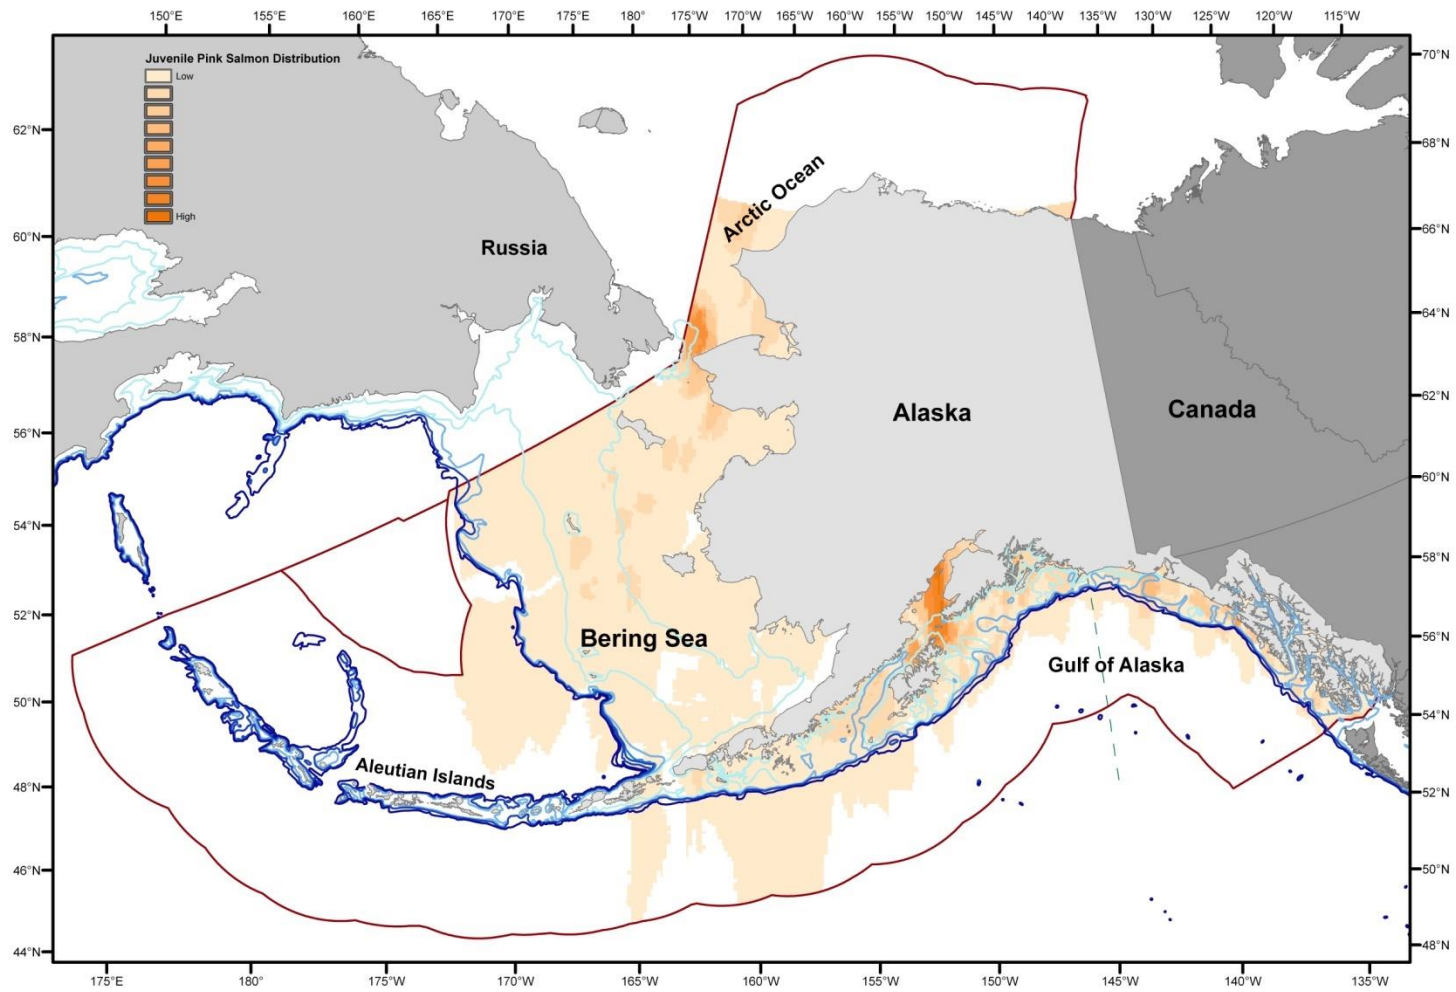 150°E 155°E 160°E 165°E 170°E 175°E 180° 175°W 170°W 165°W 160°W 155°W 150°W 145°W 140°W 135°W 130°W 125°W 120°W 115°W
Juvenile Pink Salmon Distribution
Low
High
62°N
60°N
58°N
56°N
54°N
52°N
50°N
48°N
46°N
44°N
70°N
68°N
66°N
64°N
62°N
60°N
58°N
56°N
54°N
52°N
50°N
48°N
Arctic Ocean
Russia
Alaska
Canada
Bering Sea
Gulf of Alaska
Aleutian Islands
175°E 180° 175°W 170°W 165°W 160°W 155°W 150°W 145°W 140°W 135°W